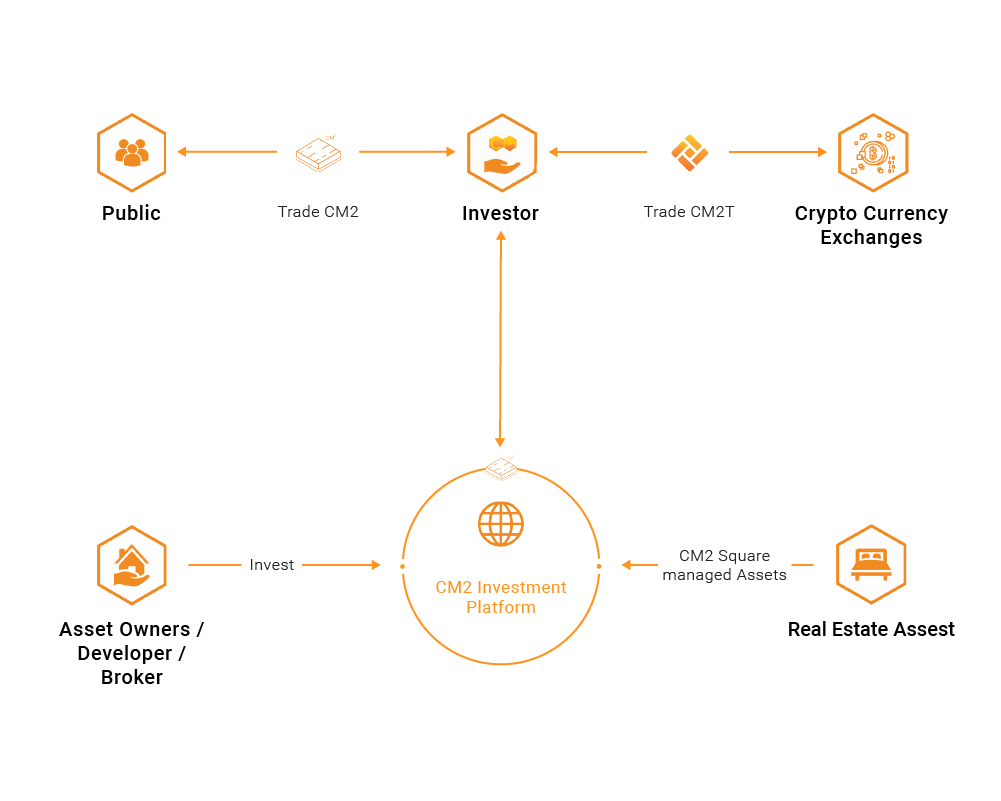 CM²
Public
Trade CM2
Investor
Trade CM2T
Crypto Currency
Exchanges
Asset Owners /
Developer /
Broker
Invest
CM2 Investment
Platform
CM2 Square
managed Assets
Real Estate Assest